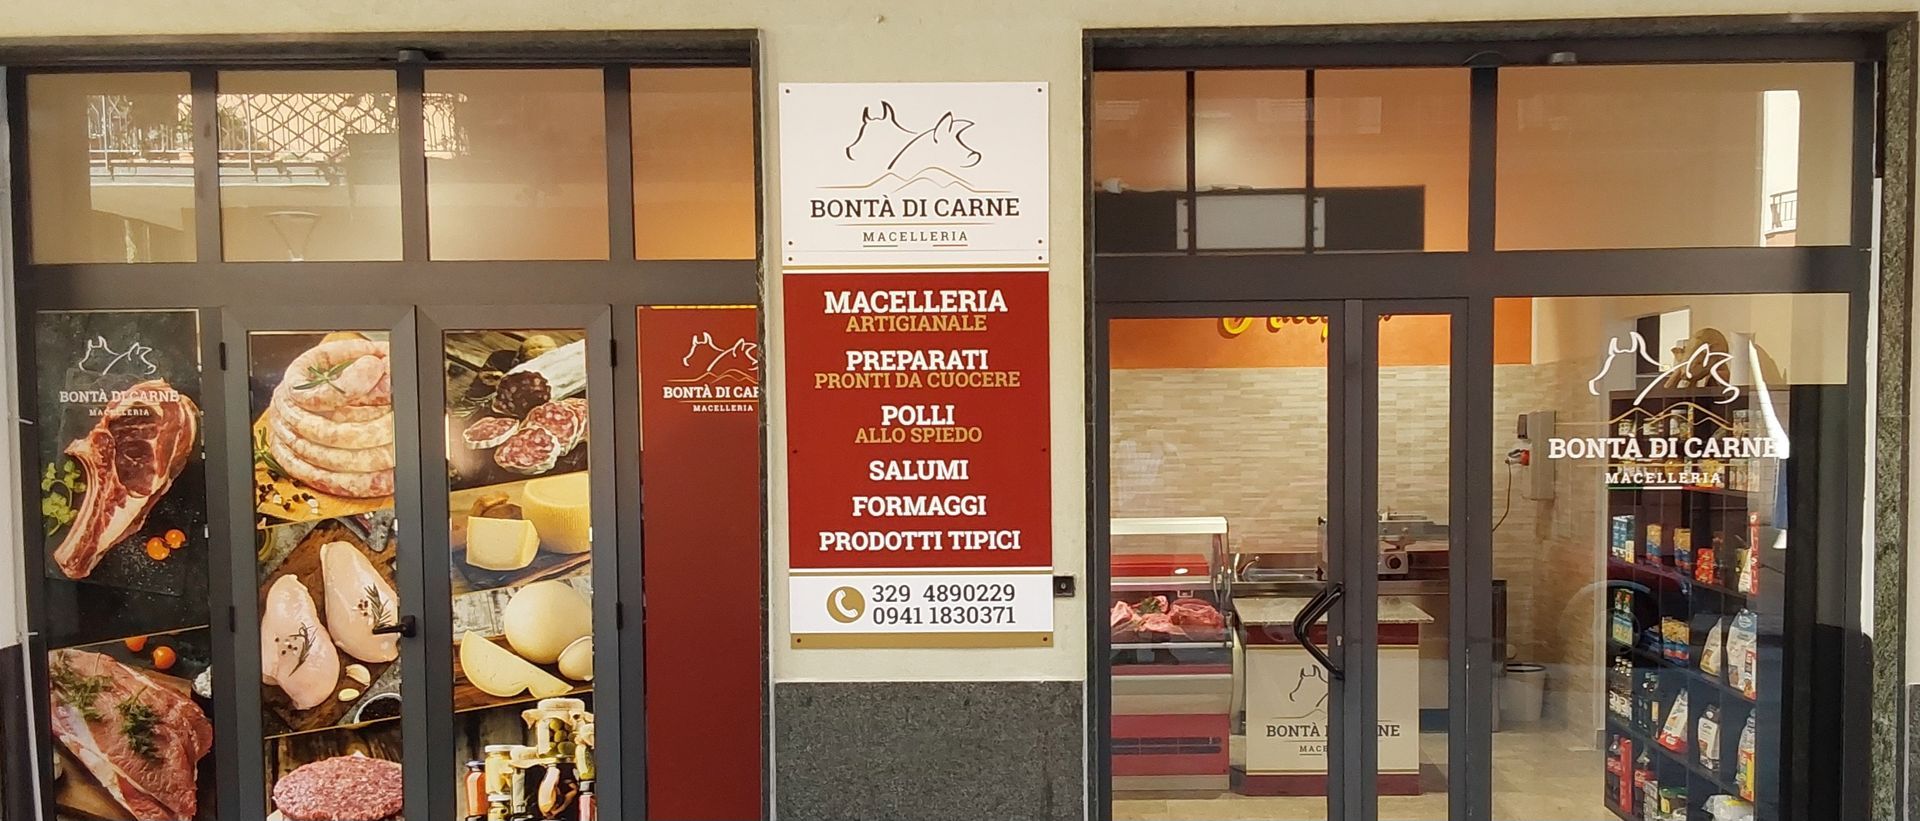 BONTÀ DI CARNE
MACELLERIA
BONTÀ DI
MACELLERIA
BONTÀ DI CARNE
MACELLERIA
MACELLERIA
ARTIGIANALE
PREPARATI
PRONTI DA CUOCERE
POLLI
ALLO SPIEDO
SALUMI
FORMAGGI
PRODOTTI TIPICI
329 4890229
0941 1830371
BONTÀ DI CARNE
MACELLERIA